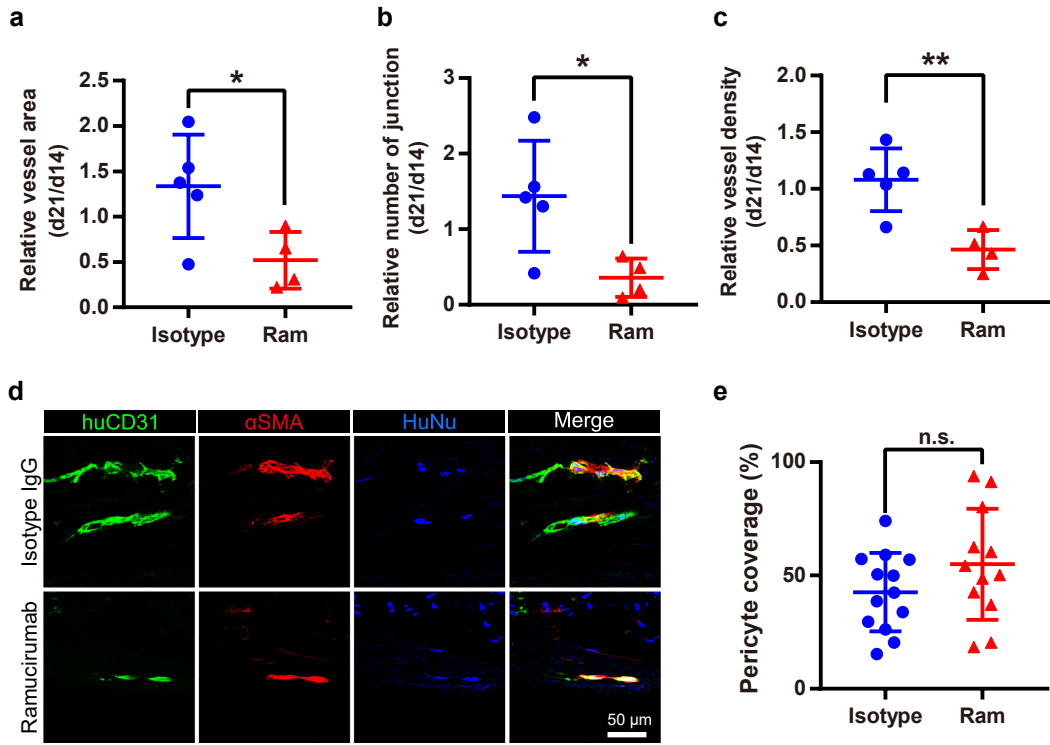 a
Relative vessel area
(d21/d14)
2.5
2.0
1.5
1.0
0.5
0.0
*
Isotype
Ram
b
Relative number of junction
(d21/d14)
3
2
1
0
*
Isotype
Ram
c
Relative vessel density
(d21/d14)
2.0
1.5
1.0
0.5
0.0
**
Isotype
Ram
d
huCD31
αSMA
HuNu
Merge
Isotype IgG
Ramucirumab
50 µm
e
Pericyte coverage (%)
100
50
0
n.s.
Isotype
Ram